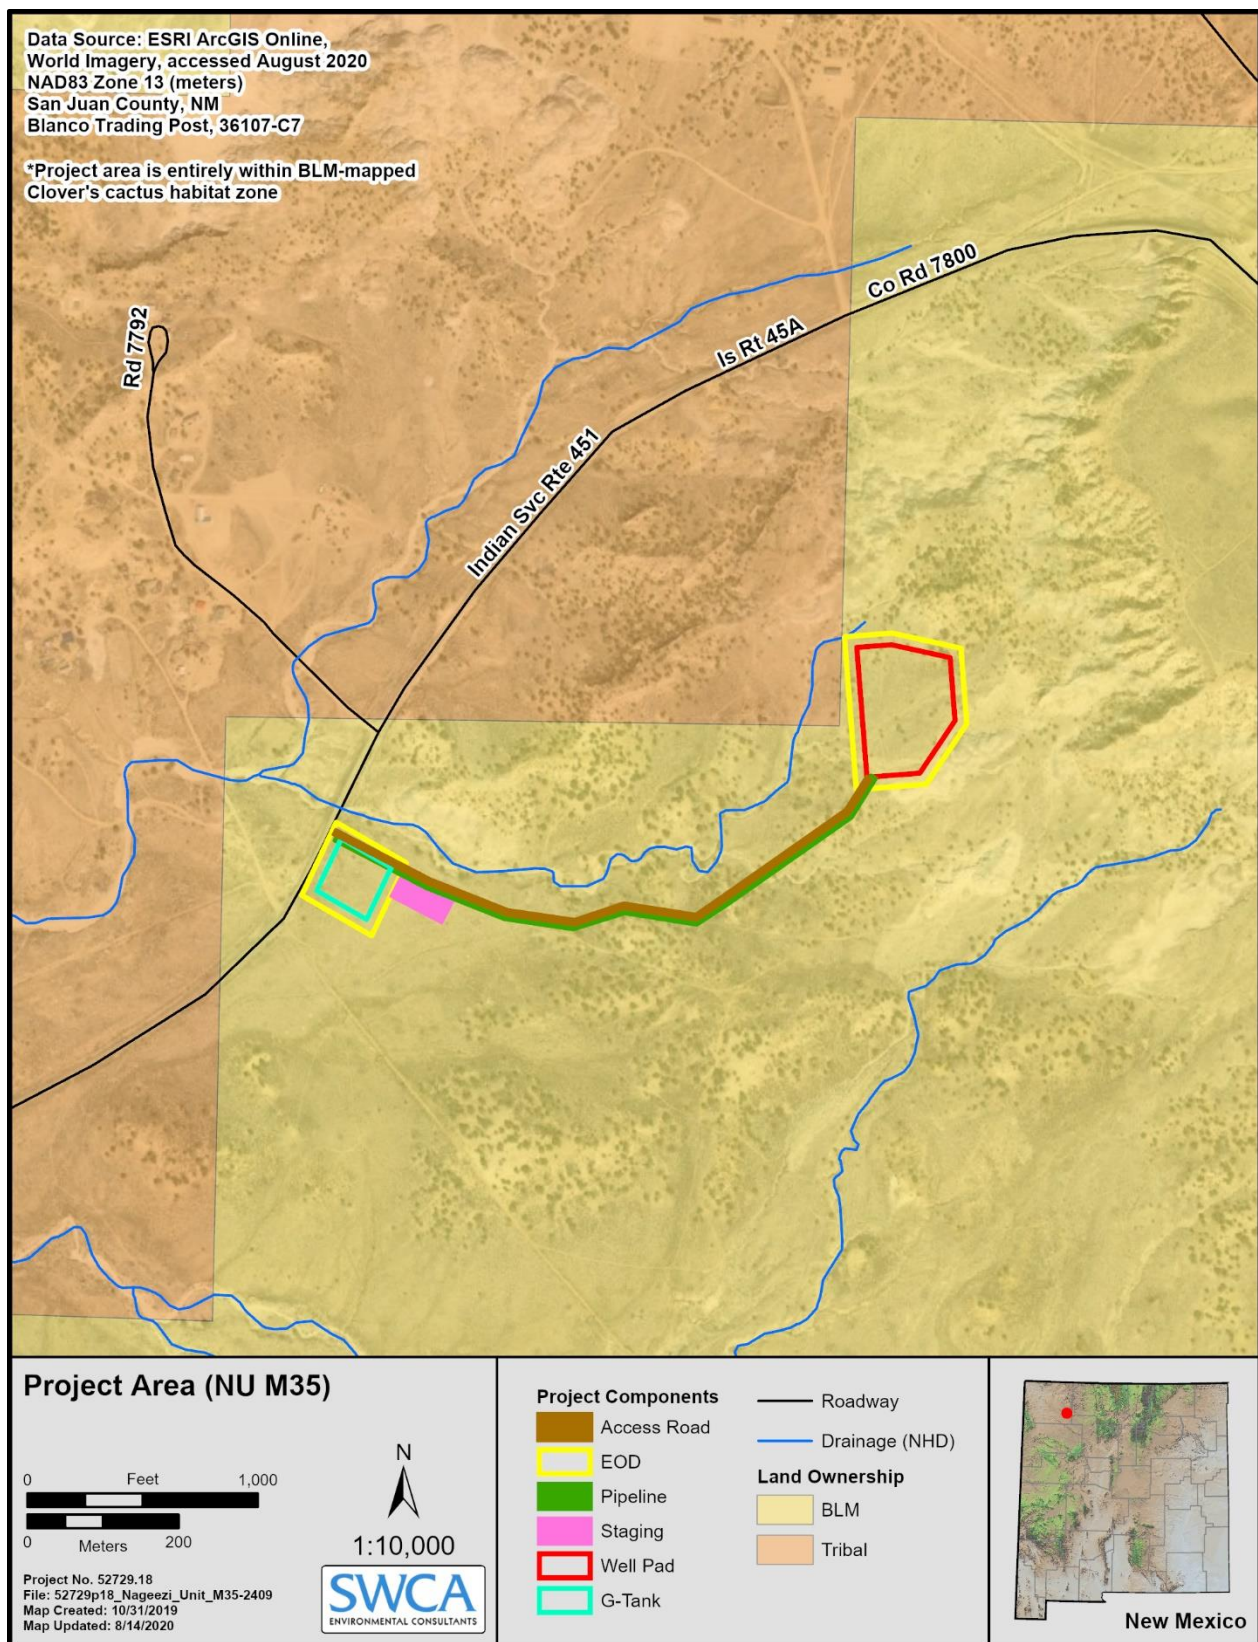 Data Source: ESRI ArcGIS Online,
World Imagery, accessed August 2020
NAD83 Zone 13 (meters)
San Juan County, NM
Blanco Trading Post, 36107-C7
*Project area is entirely within BLM-mapped
Clover's cactus habitat zone
Rd 7792
Co Rd 7800
Is Rt 45A
Indian Svc Rte 451
Project Area (NU M35)
0 Feet 1,000
0 Meters 200
N
1:10,000
Project No. 52729.18
File: 52729p18_Nageezi_Unit_M35-2409
Map Created: 10/31/2019
Map Updated: 8/14/2020
SWCA
ENVIRONMENTAL CONSULTANTS
Project Components
Access Road
EOD
Pipeline
Staging
Well Pad
G-Tank
Roadway
Drainage (NHD)
Land Ownership
BLM
Tribal
New Mexico